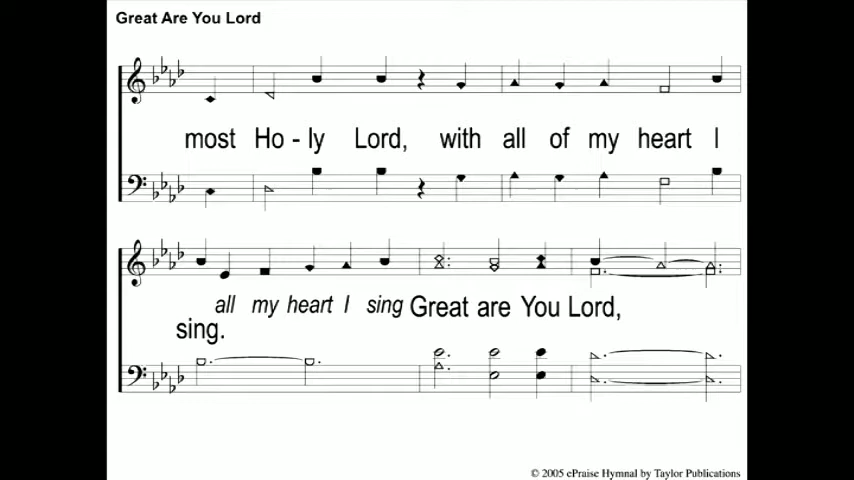 Great Are You Lord
most Ho - ly Lord, with all of my heart I
all my heart I sing Great are You Lord,
sing.
© 2005 ePraise Hymnal by Taylor Publications